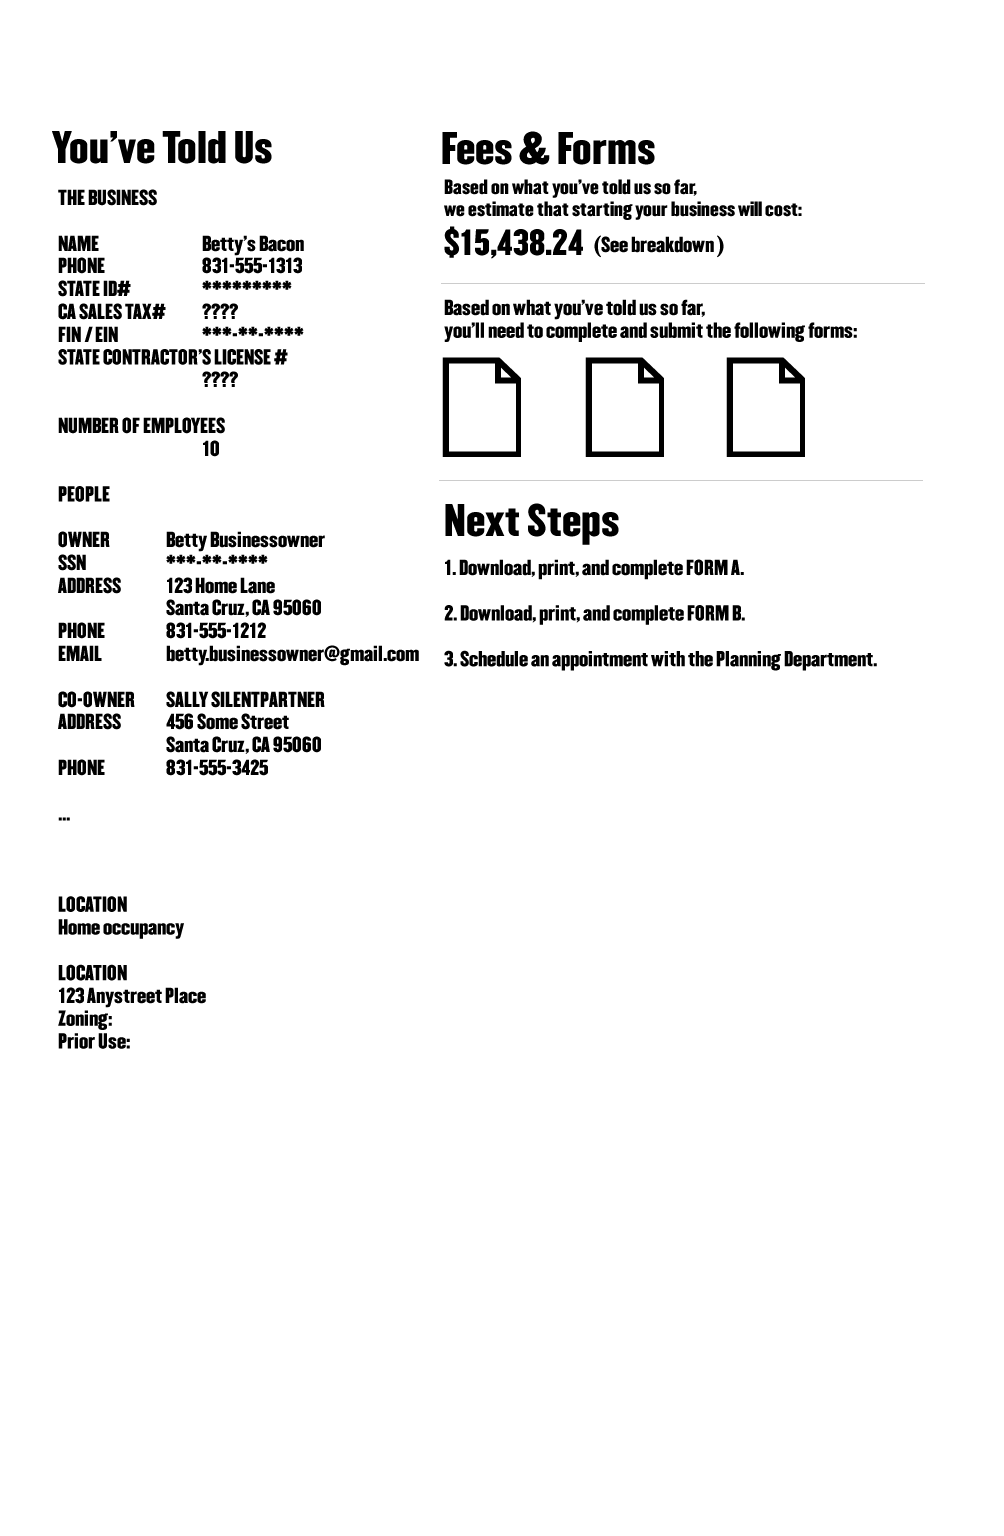 You've Told Us
THE BUSINESS
NAME Betty's Bacon
PHONE 831-555-1313
STATE ID# *********
CA SALES TAX# ????
FIN / EIN ***-**-****
STATE CONTRACTOR'S LICENSE #
????
NUMBER OF EMPLOYEES
10
PEOPLE
OWNER Betty Businessowner
SSN ***-**-****
ADDRESS 123 Home Lane
Santa Cruz, CA 95060
PHONE 831-555-1212
EMAIL betty.businessowner@gmail.com
CO-OWNER SALLY SILENTPARTNER
ADDRESS 456 Some Street
Santa Cruz, CA 95060
PHONE 831-555-3425
...
LOCATION
Home occupancy
LOCATION
123 Anystreet Place
Zoning:
Prior Use:
Fees & Forms
Based on what you've told us so far,
we estimate that starting your business will cost:
$15,438.24 (See breakdown )
Based on what you've told us so far,
you'll need to complete and submit the following forms:
Next Steps
1. Download, print, and complete FORM A.
2. Download, print, and complete FORM B.
3. Schedule an appointment with the Planning Department.